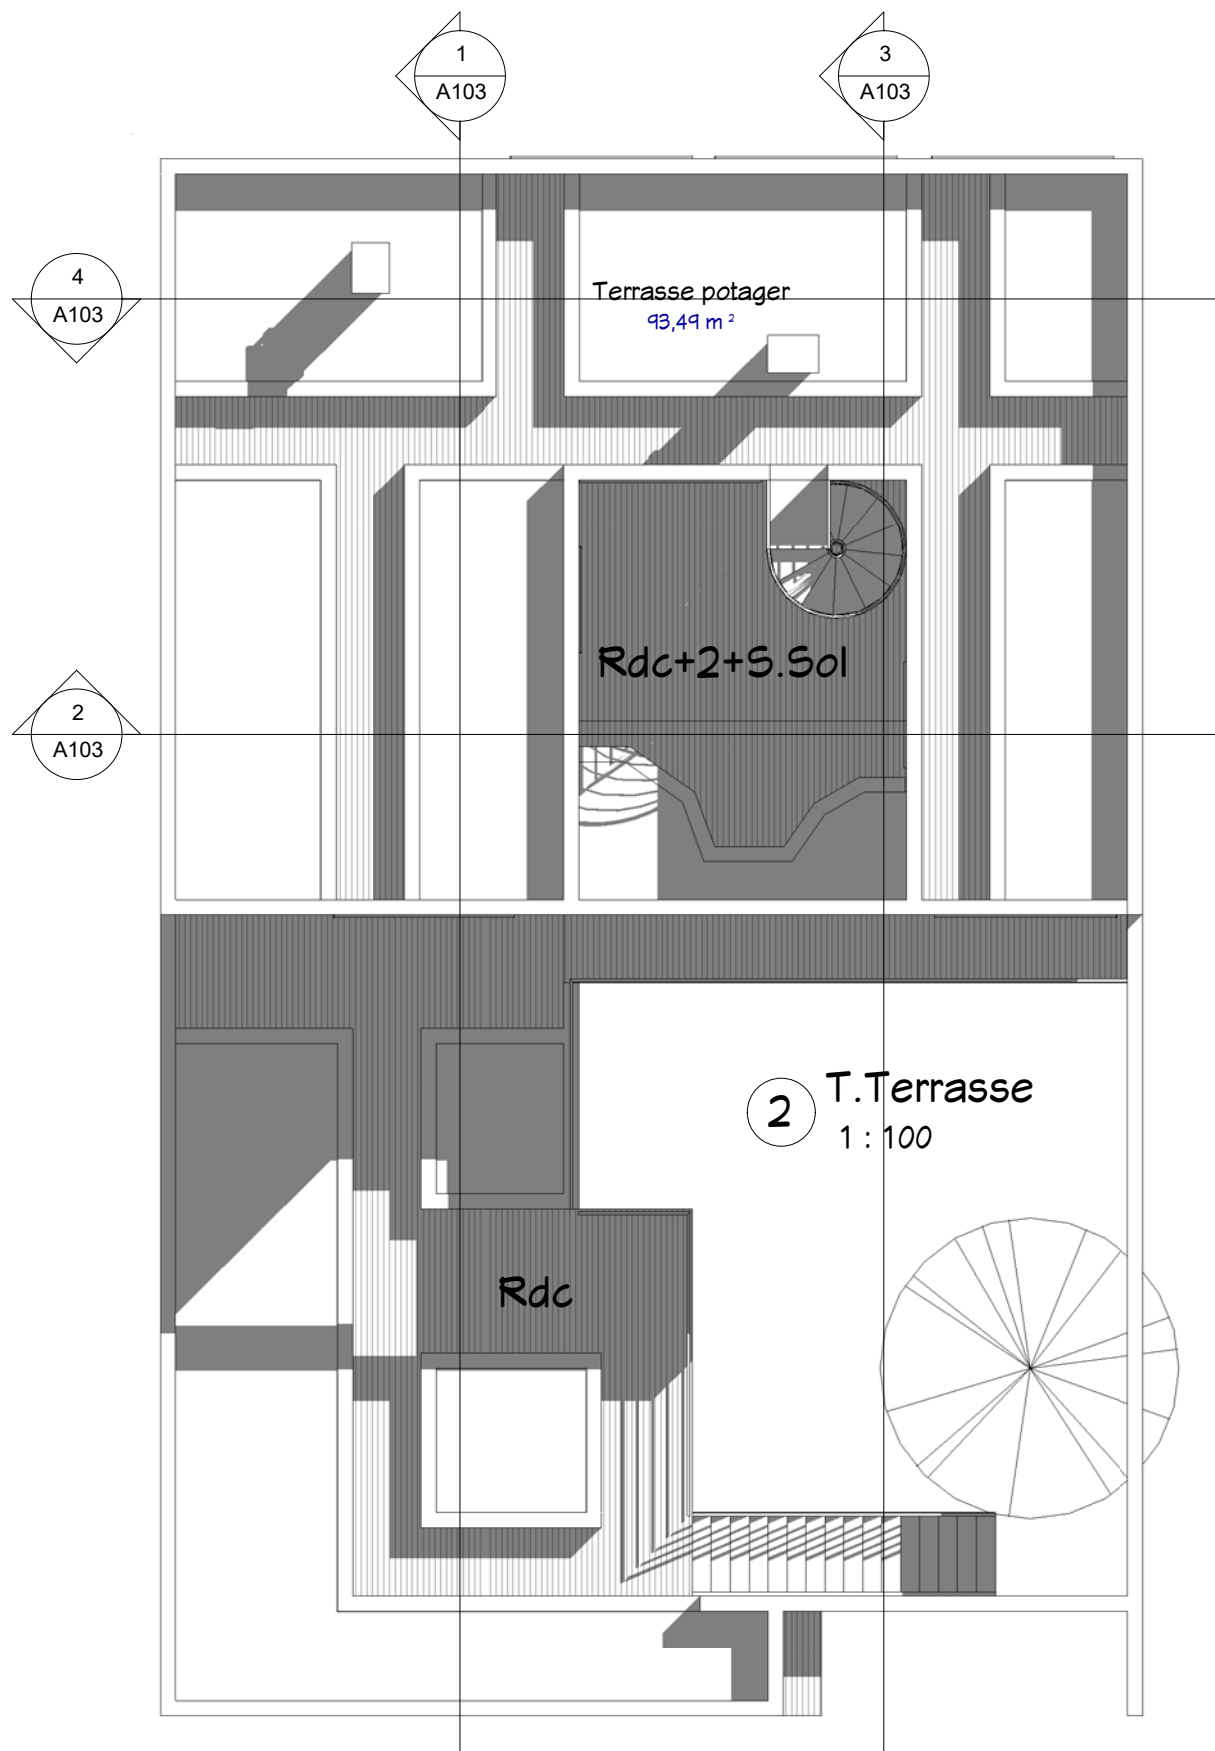 1
A103
3
A103
4
A103
Terrasse potager
93,49 m²
Rdc+2+S.Sol
2
A103
2
T.Terrasse
1 : 100
Rdc